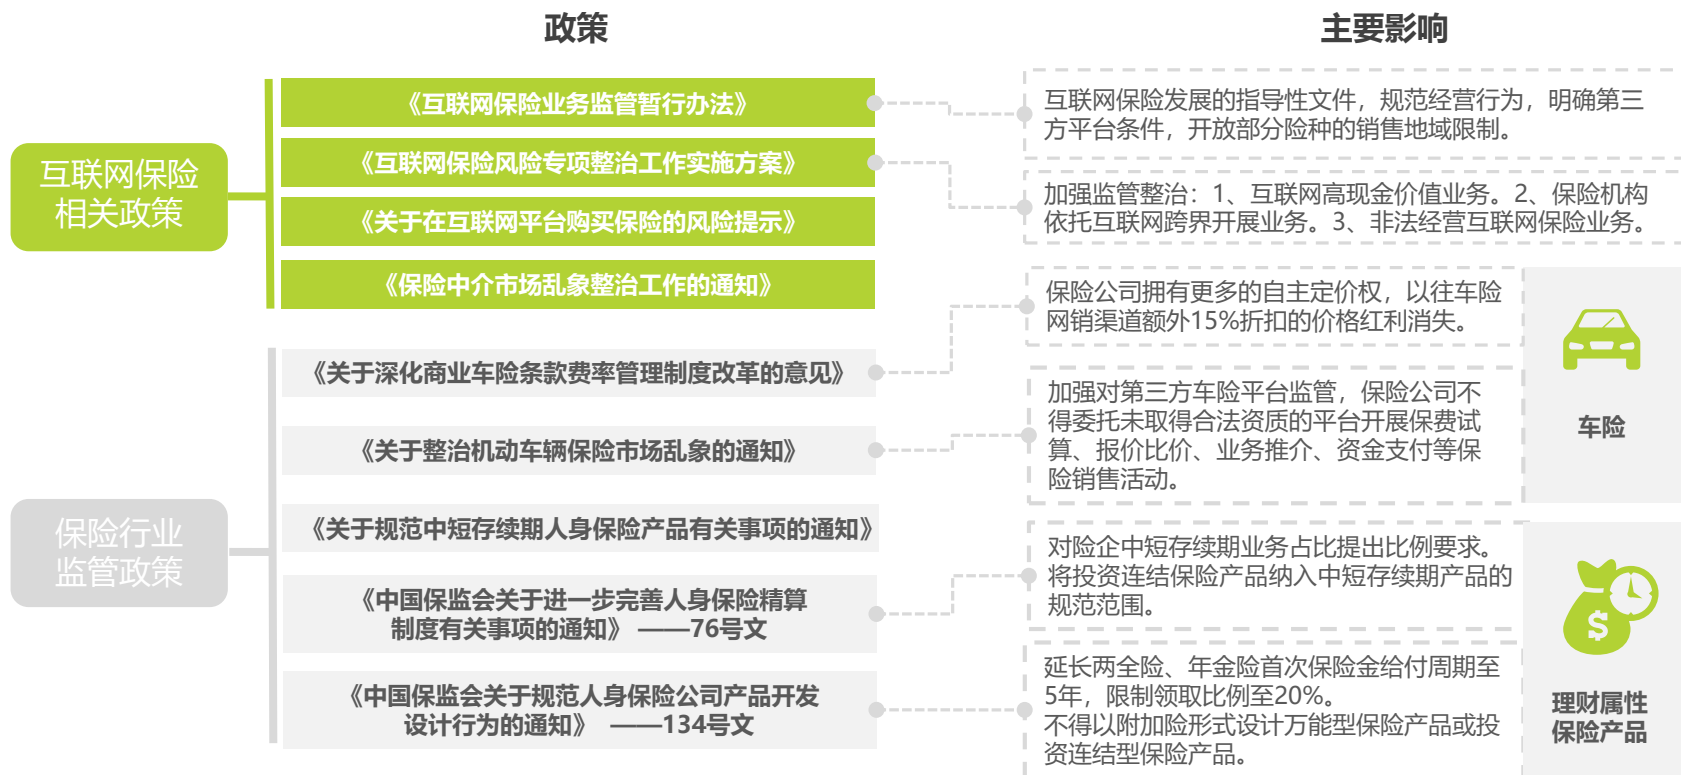 政策
主要影响
互联网保险
相关政策
《互联网保险业务监管暂行办法》
《互联网保险风险专项整治工作实施方案》
《关于在互联网平台购买保险的风险提示》
《保险中介市场乱象整治工作的通知》
互联网保险发展的指导性文件，规范经营行为，明确第三
方平台条件，开放部分险种的销售地域限制。
加强监管整治：1、互联网高现金价值业务。2、保险机构
依托互联网跨界开展业务。3、非法经营互联网保险业务。
保险行业
监管政策
《关于深化商业车险条款费率管理制度改革的意见》
《关于整治机动车辆保险市场乱象的通知》
《关于规范中短存续期人身保险产品有关事项的通知》
《中国保监会关于进一步完善人身保险精算
制度有关事项的通知》 ——76号文
《中国保监会关于规范人身保险公司产品开发
设计行为的通知》 ——134号文
保险公司拥有更多的自主定价权，以往车险
网销渠道额外15%折扣的价格红利消失。
加强对第三方车险平台监管，保险公司不
得委托未取得合法资质的平台开展保费试
算、报价比价、业务推介、资金支付等保
险销售活动。
车险
对险企中短存续期业务占比提出比例要求。
将投资连结保险产品纳入中短存续期产品的
规范范围。
延长两全险、年金险首次保险金给付周期至
5年，限制领取比例至20%。
不得以附加险形式设计万能型保险产品或投
资连结型保险产品。
$
理财属性
保险产品